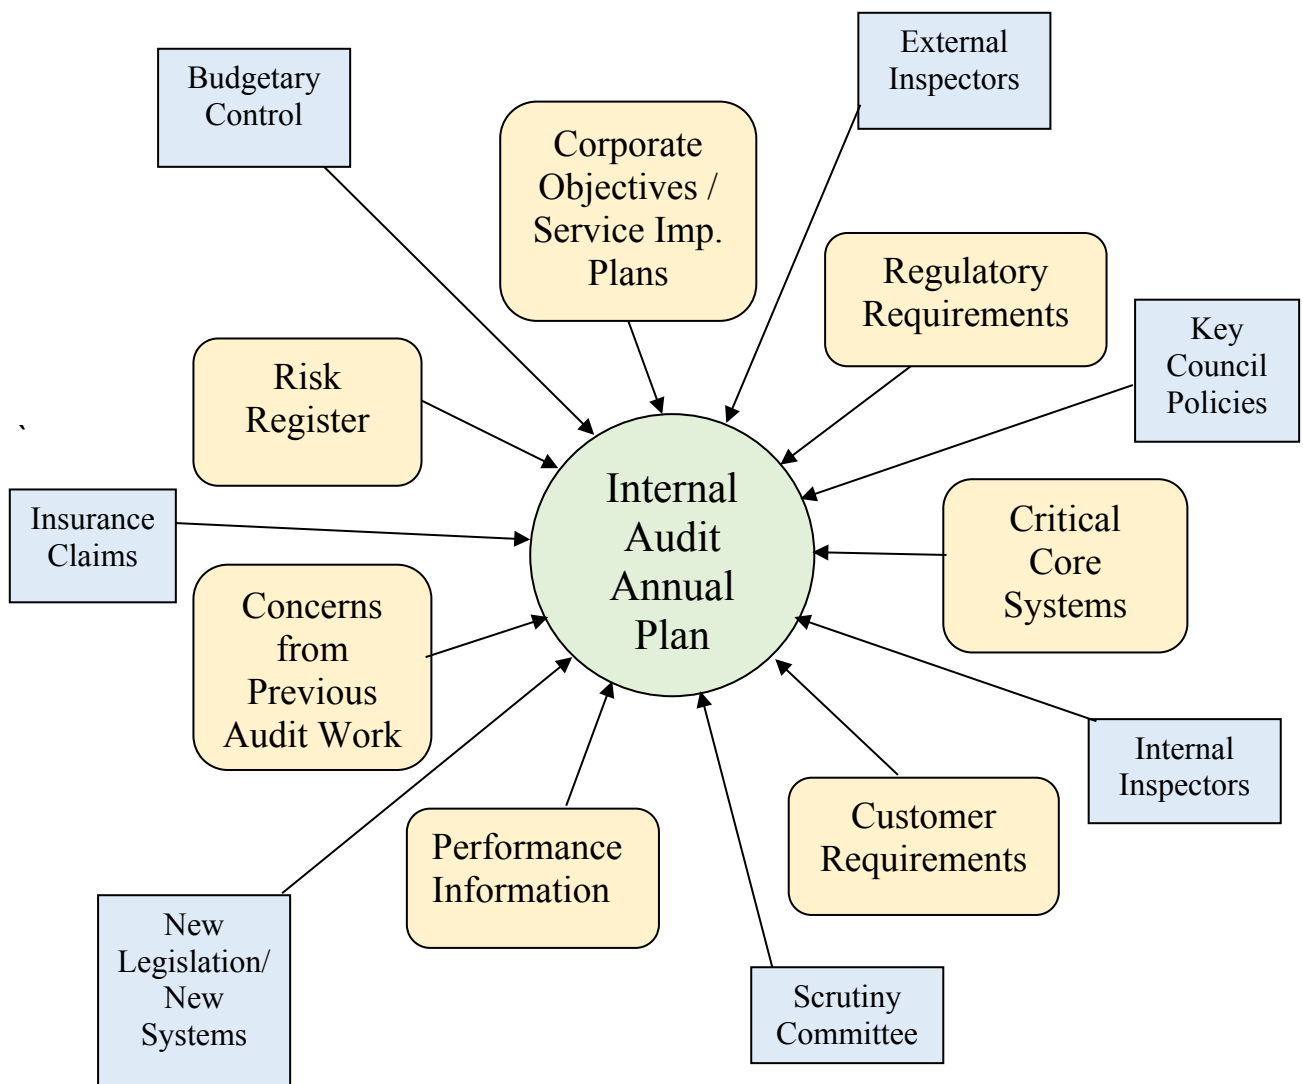 External
Inspectors
Budgetary
Control
Corporate
Objectives /
Service Imp.
Plans
Regulatory
Requirements
Key
Council
Policies
Risk
Register
`
Internal
Audit
Annual
Plan
Insurance
Claims
Critical
Core
Systems
Concerns
from
Previous
Audit Work
Internal
Inspectors
Customer
Requirements
Performance
Information
New
Legislation/
New
Systems
Scrutiny
Committee